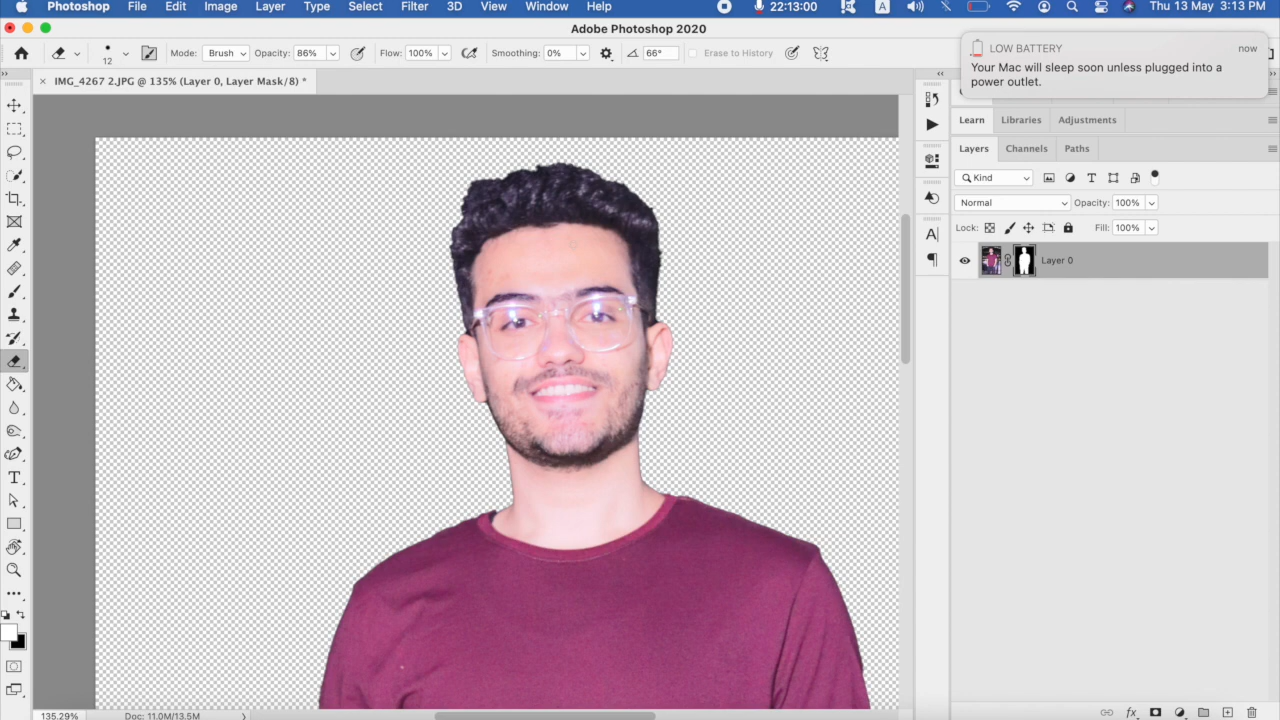 Photoshop File Edit Image Layer Type Select Filter 3D View Window Help 22:13:00 A Thu 13 May 3:13 PM
Adobe Photoshop 2020
12 Mode: Brush Opacity: 86% Flow: 100% Smoothing: 0% 66° Erase to History
LOW BATTERY now
Your Mac will sleep soon unless plugged into a
power outlet.
× IMG_4267 2.JPG @ 135% (Layer 0, Layer Mask/8) *
Learn Libraries Adjustments
Layers Channels Paths
Kind
Normal Opacity: 100%
Lock: Fill: 100%
Layer 0
135.29% Doc: 11.0M/13.5M